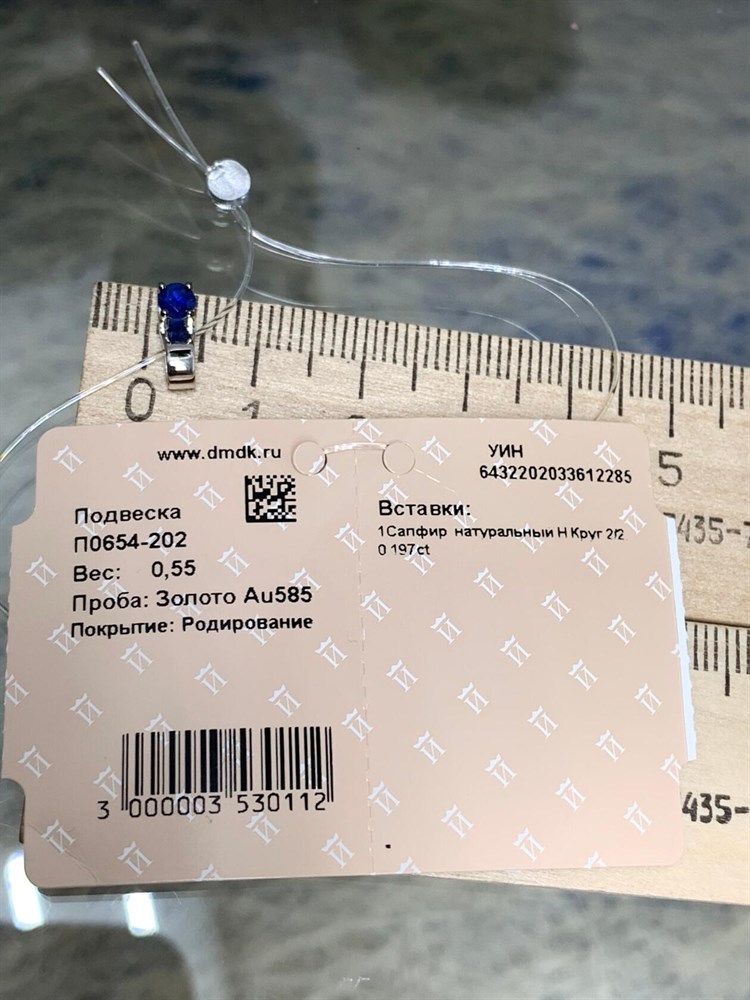 0 1
5
www.dmdk.ru
УИН
6432202033612285
Подвеска
П0654-202
Вес: 0,55
Проба: Золото Au585
Покрытие: Родирование
Вставки:
1Сапфир натуральный Н Круг 2/2
0.197ct
435-
3 000003 530112
435-